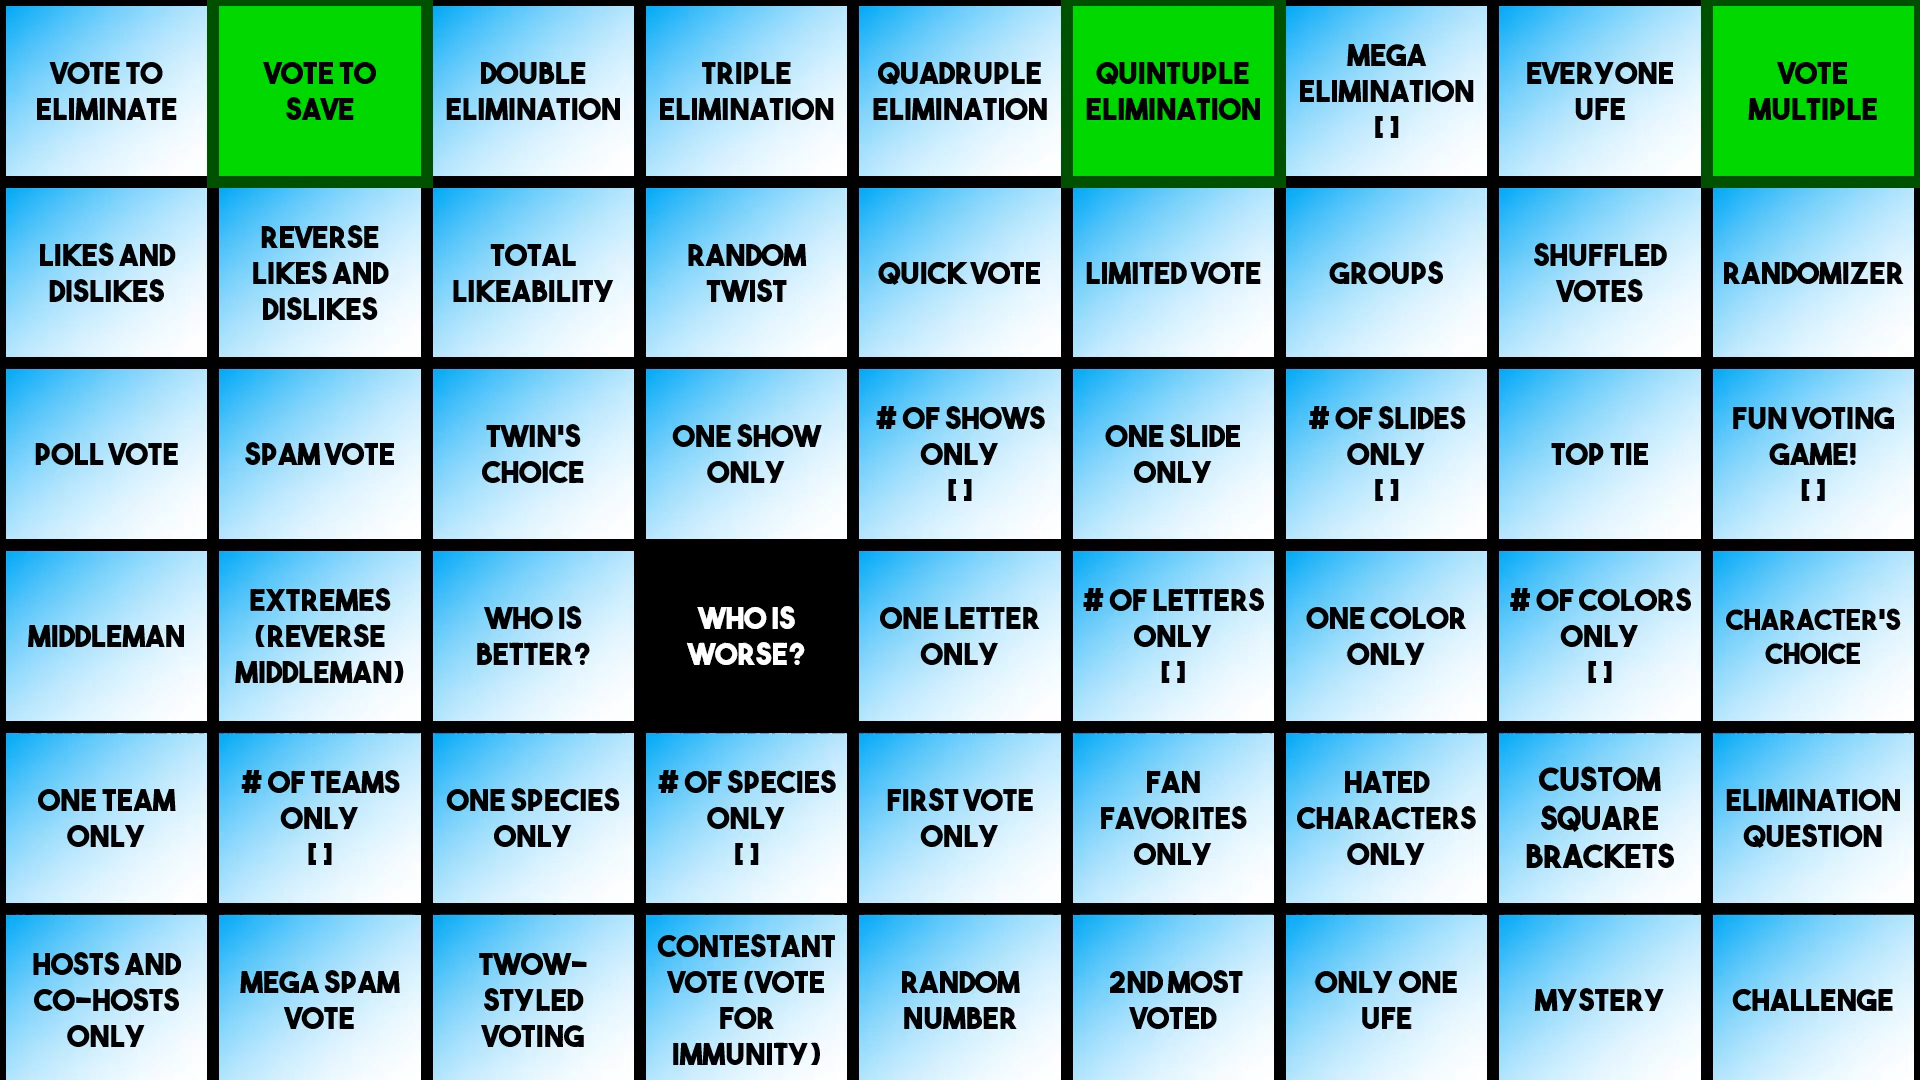 VOTE TO
ELIMINATE
VOTE TO
SAVE
DOUBLE
ELIMINATION
TRIPLE
ELIMINATION
QUADRUPLE
ELIMINATION
QUINTUPLE
ELIMINATION
MEGA
ELIMINATION
[ ]
EVERYONE
UFE
VOTE
MULTIPLE
LIKES AND
DISLIKES
REVERSE
LIKES AND
DISLIKES
TOTAL
LIKEABILITY
RANDOM
TWIST
QUICK VOTE
LIMITED VOTE
GROUPS
SHUFFLED
VOTES
RANDOMIZER
POLL VOTE
SPAM VOTE
TWIN'S
CHOICE
ONE SHOW
ONLY
# OF SHOWS
ONLY
[ ]
ONE SLIDE
ONLY
# OF SLIDES
ONLY
[ ]
TOP TIE
FUN VOTING
GAME!
[ ]
MIDDLEMAN
EXTREMES
(REVERSE
MIDDLEMAN)
WHO IS
BETTER?
WHO IS
WORSE?
ONE LETTER
ONLY
# OF LETTERS
ONLY
[ ]
ONE COLOR
ONLY
# OF COLORS
ONLY
[ ]
CHARACTER'S
CHOICE
ONE TEAM
ONLY
# OF TEAMS
ONLY
[ ]
ONE SPECIES
ONLY
# OF SPECIES
ONLY
[ ]
FIRST VOTE
ONLY
FAN
FAVORITES
ONLY
HATED
CHARACTERS
ONLY
CUSTOM
SQUARE
BRACKETS
ELIMINATION
QUESTION
HOSTS AND
CO-HOSTS
ONLY
MEGA SPAM
VOTE
TWOW-
STYLED
VOTING
CONTESTANT
VOTE (VOTE
FOR
IMMUNITY)
RANDOM
NUMBER
2ND MOST
VOTED
ONLY ONE
UFE
MYSTERY
CHALLENGE